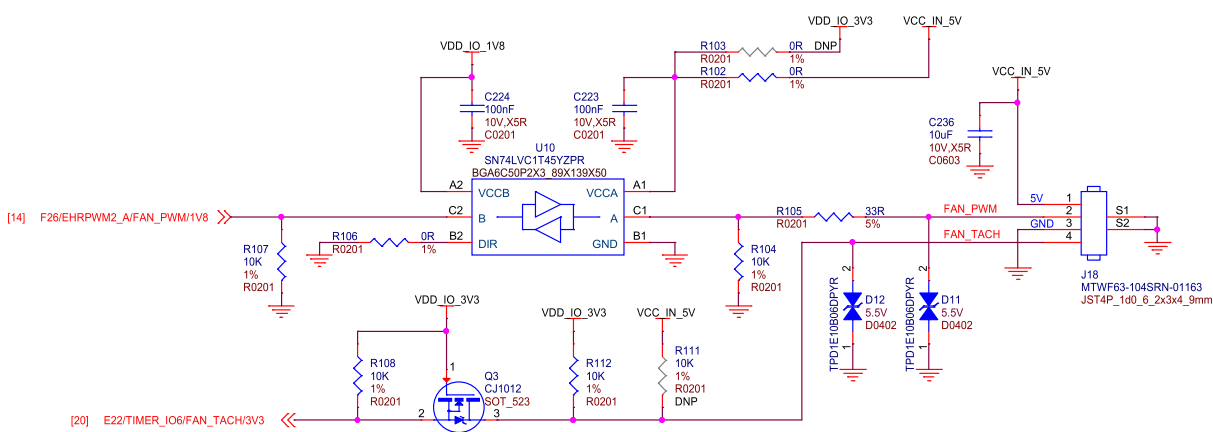 VDD_IO_3V3 VCC_IN_5V
VDD_IO_1V8 R103 0R DNP
R0201 1%
R102 0R
R0201 1%
VCC_IN_5V
C224
100nF
10V,X5R
C0201
C223
100nF
10V,X5R
C0201
C236
10uF
10V,X5R
C0603
U10
SN74LVC1T45YZPR
BGA6C50P2X3_89X139X50
A2 VCCB VCCA A1
C2 B A C1
B2 DIR GND B1
[14] F26/EHRPWM2_A/FAN_PWM/1V8
R107
10K
1%
R0201
R106 0R
R0201 1%
R105 33R
R0201 5%
R104
10K
1%
R0201
5V 1
FAN_PWM 2 S1
GND 3 S2
FAN_TACH 4
J18
MTWF63-104SRN-01163
JST4P_1d0_6_2x3x4_9mm
TPD1E10B06DPYR
2
1
D12
5.5V
D0402
TPD1E10B06DPYR
2
1
D11
5.5V
D0402
VDD_IO_3V3 VDD_IO_3V3 VCC_IN_5V
R108
10K
1%
R0201
1
Q3
CJ1012
SOT_523
2 3
R112
10K
1%
R0201
R111
10K
1%
R0201
DNP
[20] E22/TIMER_IO6/FAN_TACH/3V3